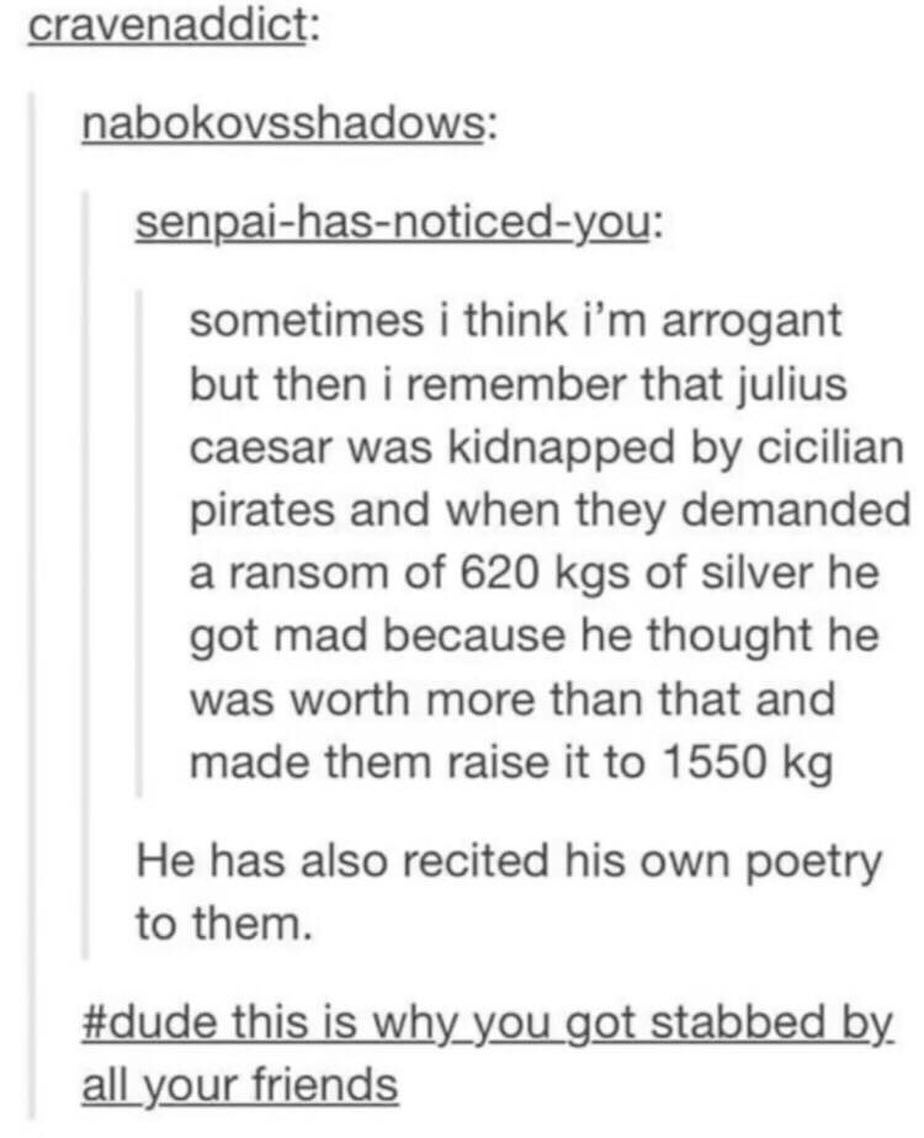 cravenaddict:
nabokovsshadows:
senpai-has-noticed-you:
sometimes i think i’m arrogant
but then i remember that julius
caesar was kidnapped by cicilian
pirates and when they demanded
a ransom of 620 kgs of silver he
got mad because he thought he
was worth more than that and
made them raise it to 1550 kg
He has also recited his own poetry
to them.
#dude this is why you got stabbed by
all your friends